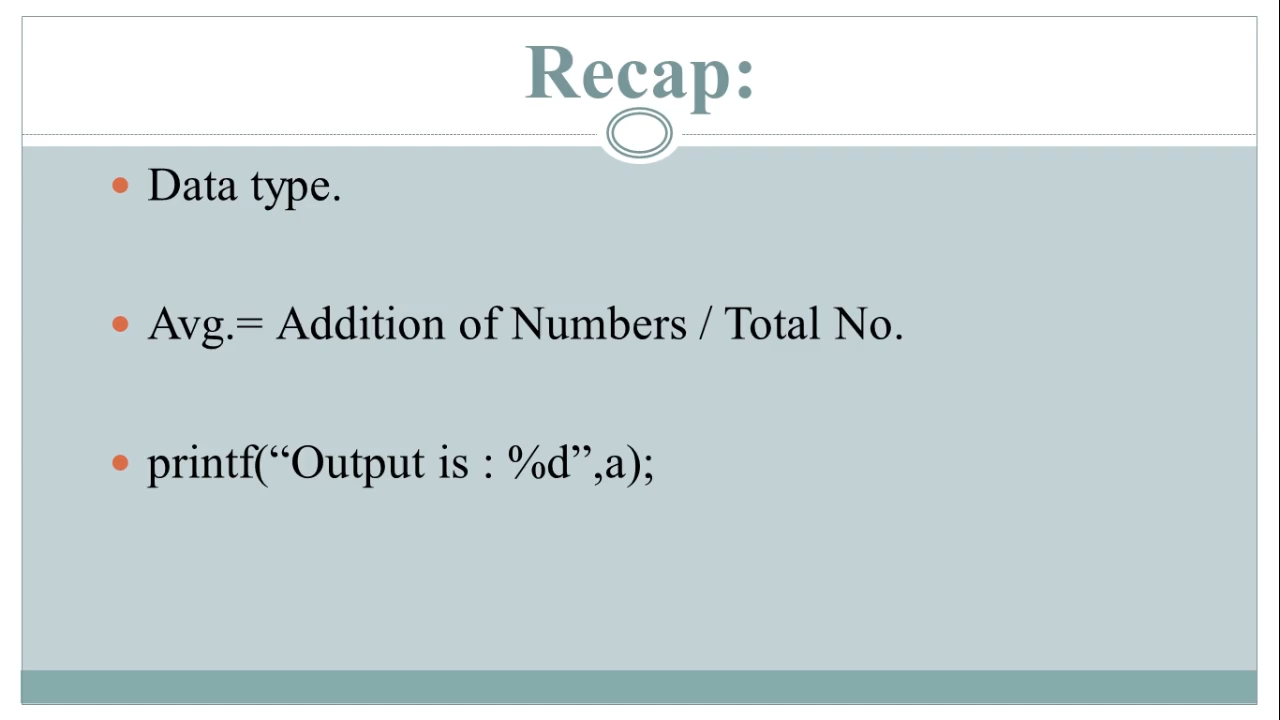 Recap:
Data type.
Avg.= Addition of Numbers / Total No.
printf(“Output is : %d”,a);